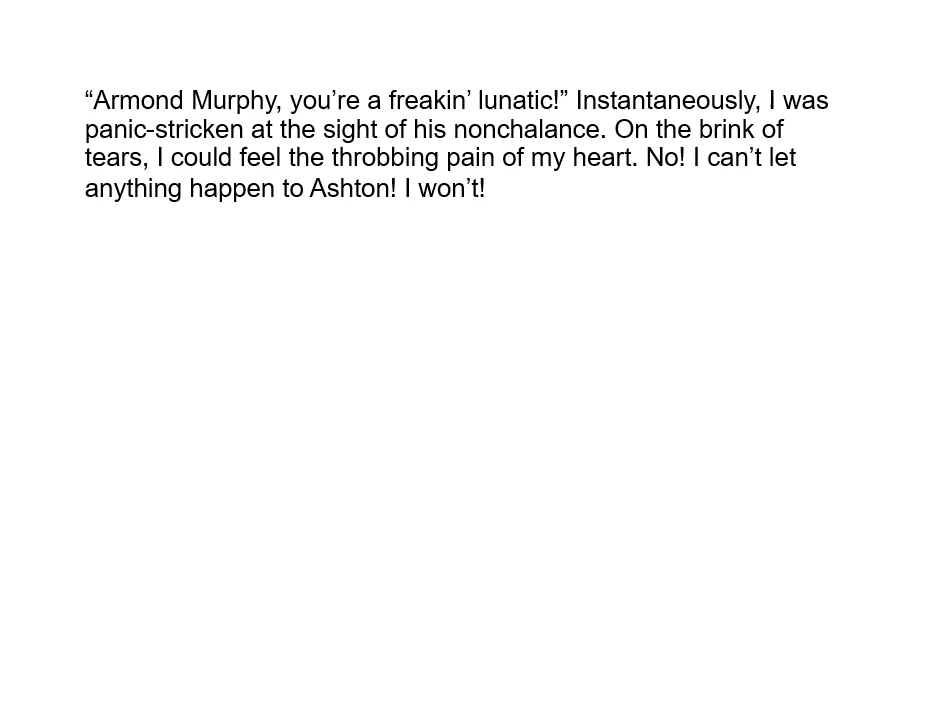 “Armond Murphy, you’re a freakin’ lunatic!” Instantaneously, I was
panic-stricken at the sight of his nonchalance. On the brink of
tears, I could feel the throbbing pain of my heart. No! I can’t let
anything happen to Ashton! I won’t!